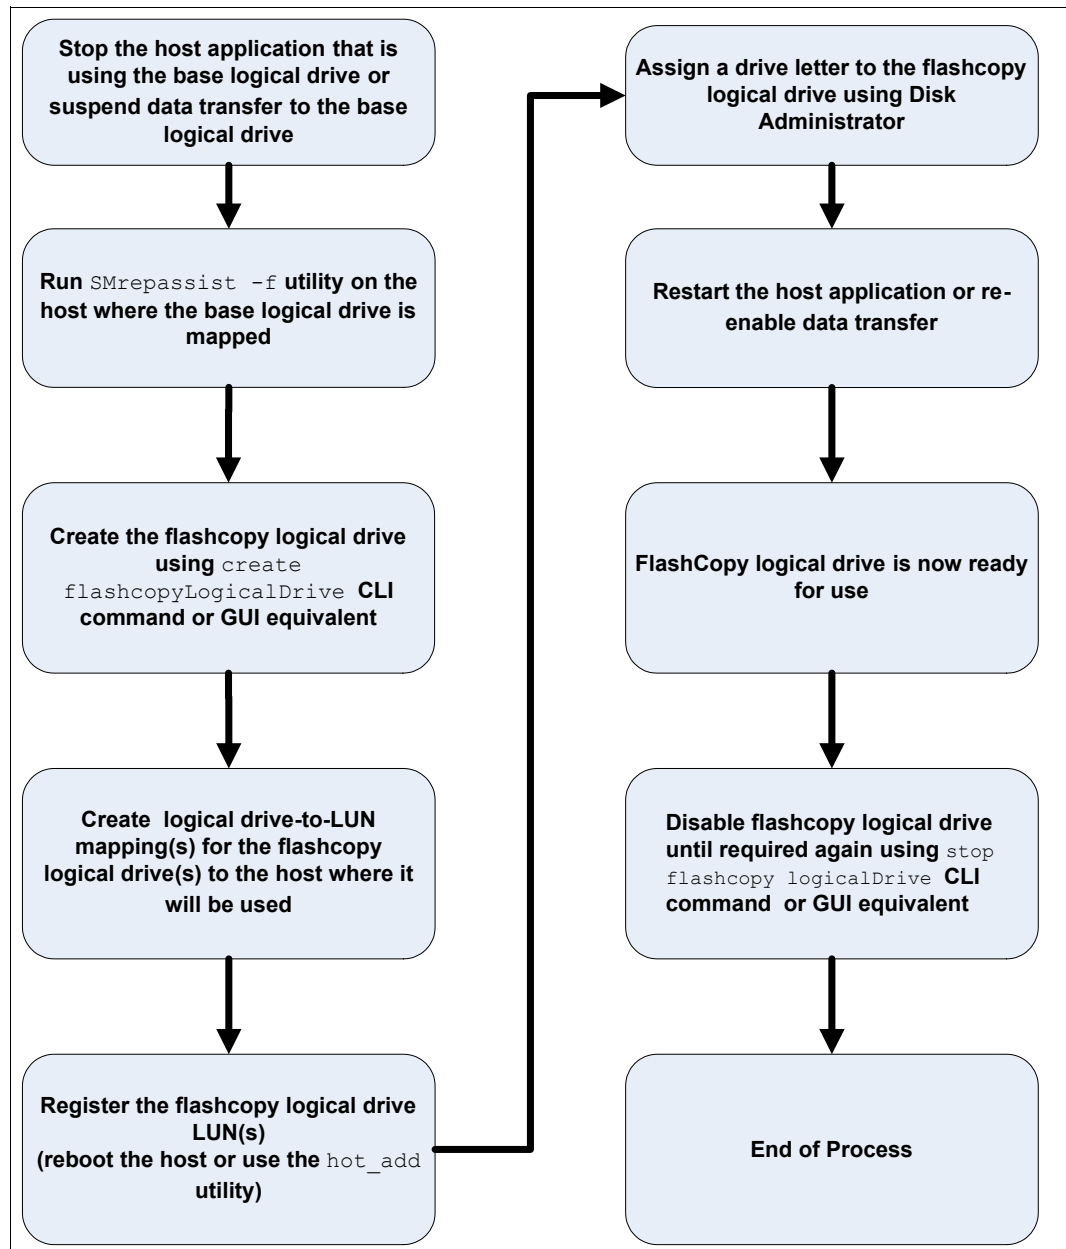 Stop the host application that is
using the base logical drive or
suspend data transfer to the base
logical drive
Run SMrepassist -f utility on the
host where the base logical drive is
mapped
Create the flashcopy logical drive
using create
flashcopyLogicalDrive CLI
command or GUI equivalent
Create logical drive-to-LUN
mapping(s) for the flashcopy
logical drive(s) to the host where it
will be used
Register the flashcopy logical drive
LUN(s)
(reboot the host or use the hot_add
utility)
Assign a drive letter to the flashcopy
logical drive using Disk
Administrator
Restart the host application or re-
enable data transfer
FlashCopy logical drive is now ready
for use
Disable flashcopy logical drive
until required again using stop
flashcopy logicalDrive CLI
command or GUI equivalent
End of Process